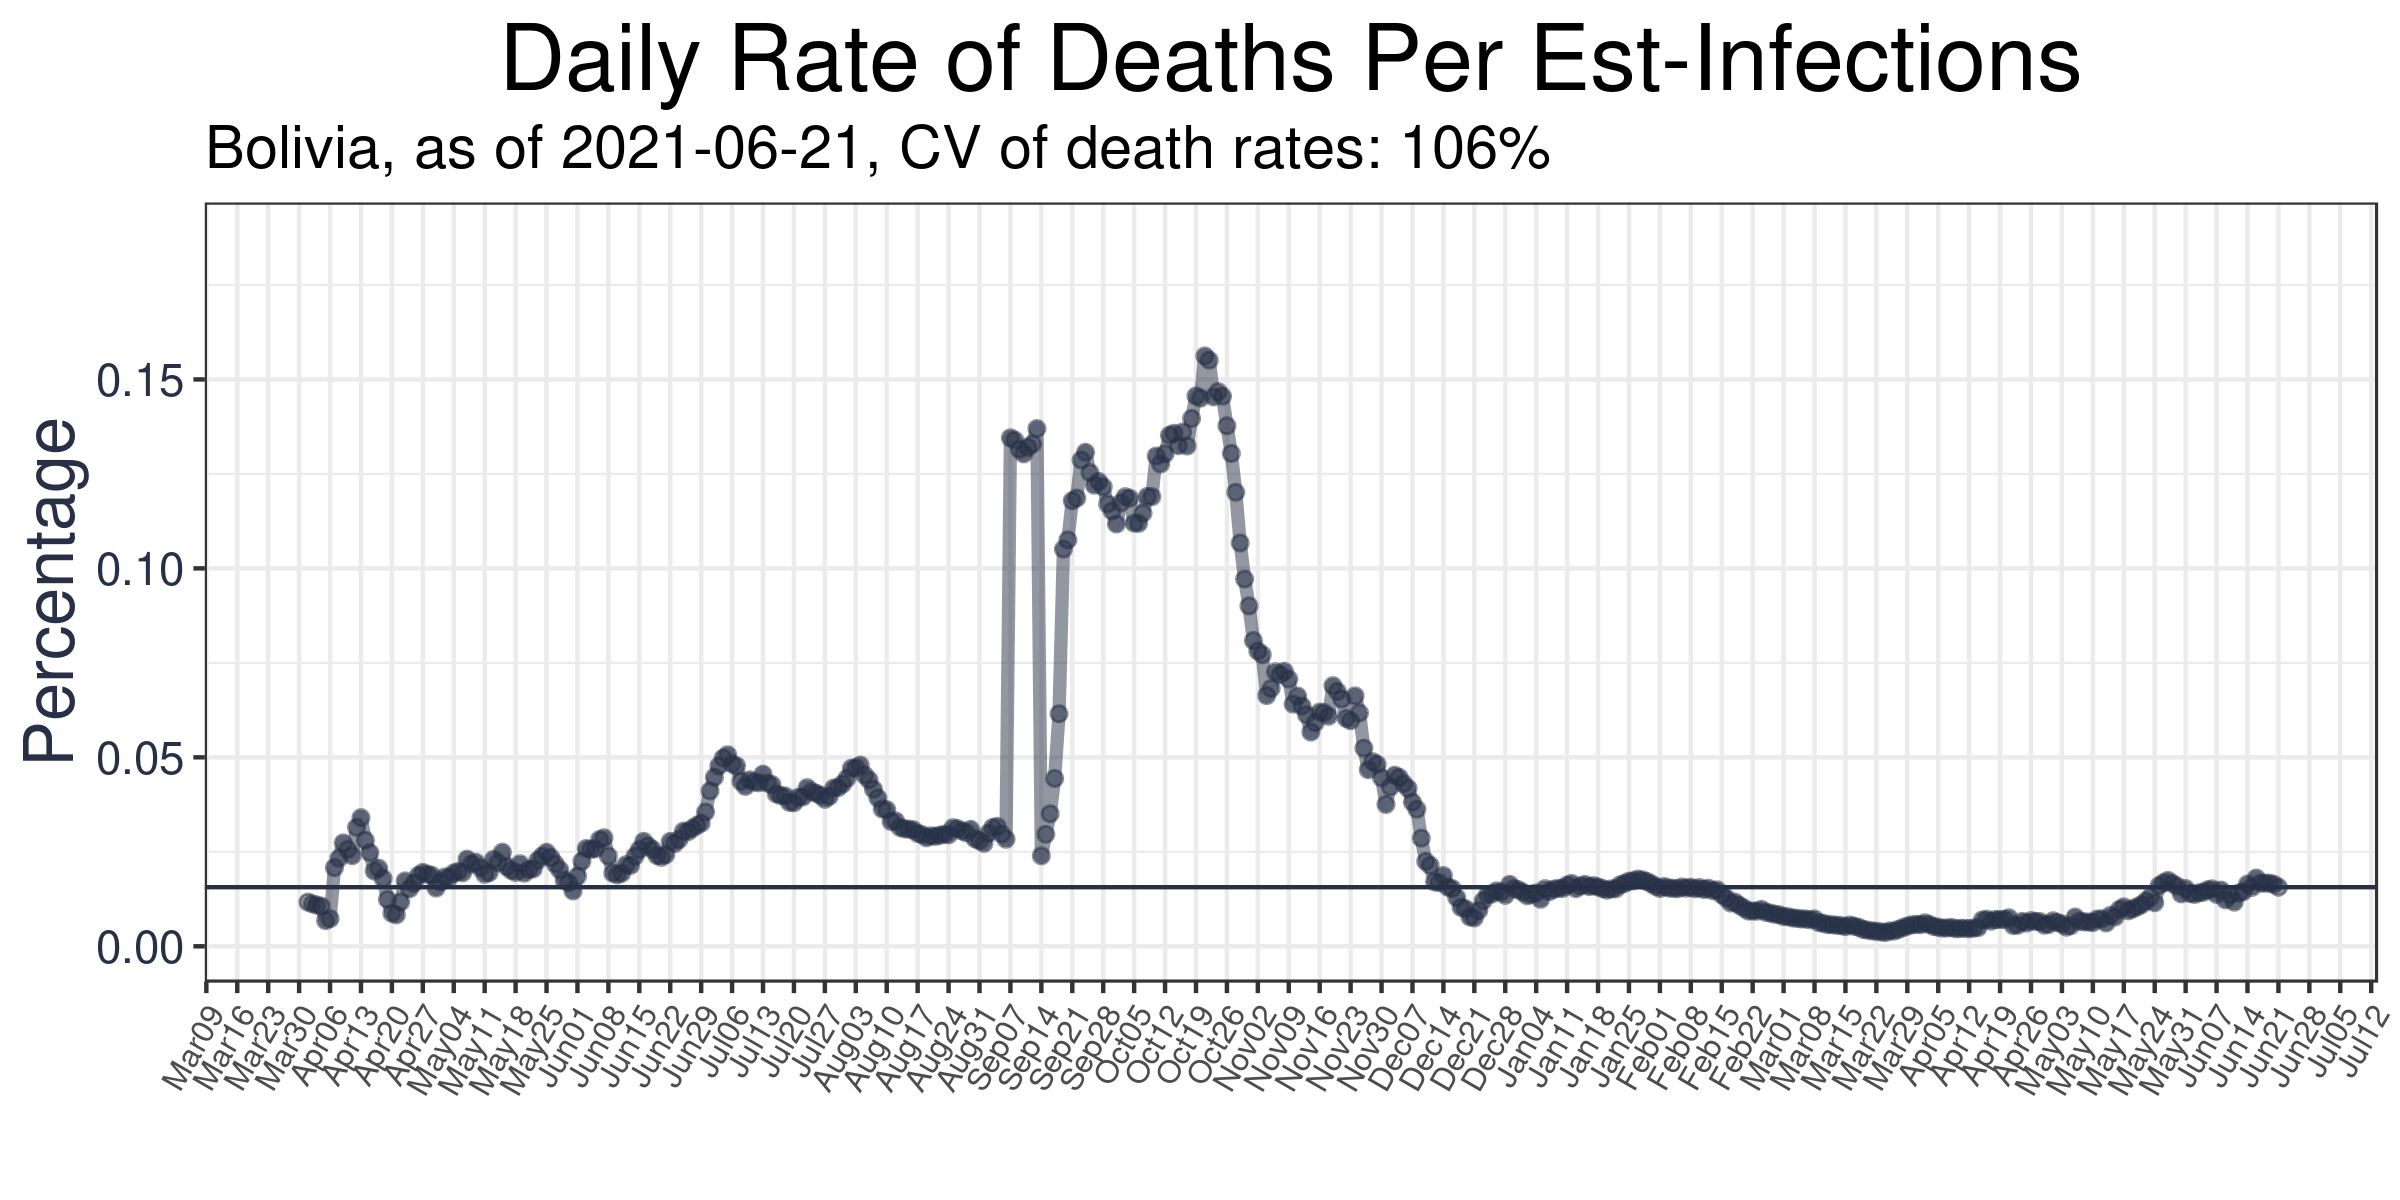 Daily Rate of Deaths Per Est-Infections
Bolivia, as of 2021-06-21, CV of death rates: 106%
Percentage
0.15
0.10
0.05
0.00
Mar09
Mar16
Mar23
Mar30
Apr06
Apr13
Apr20
Apr27
May04
May11
May18
May25
Jun01
Jun08
Jun15
Jun22
Jun29
Jul06
Jul13
Jul20
Jul27
Aug03
Aug10
Aug17
Aug24
Aug31
Sep07
Sep14
Sep21
Sep28
Oct05
Oct12
Oct19
Oct26
Nov02
Nov09
Nov16
Nov23
Nov30
Dec07
Dec14
Dec21
Dec28
Jan04
Jan11
Jan18
Jan25
Feb01
Feb08
Feb15
Feb22
Mar01
Mar08
Mar15
Mar22
Mar29
Apr05
Apr12
Apr19
Apr26
May03
May10
May17
May24
May31
Jun07
Jun14
Jun21
Jun28
Jul05
Jul12